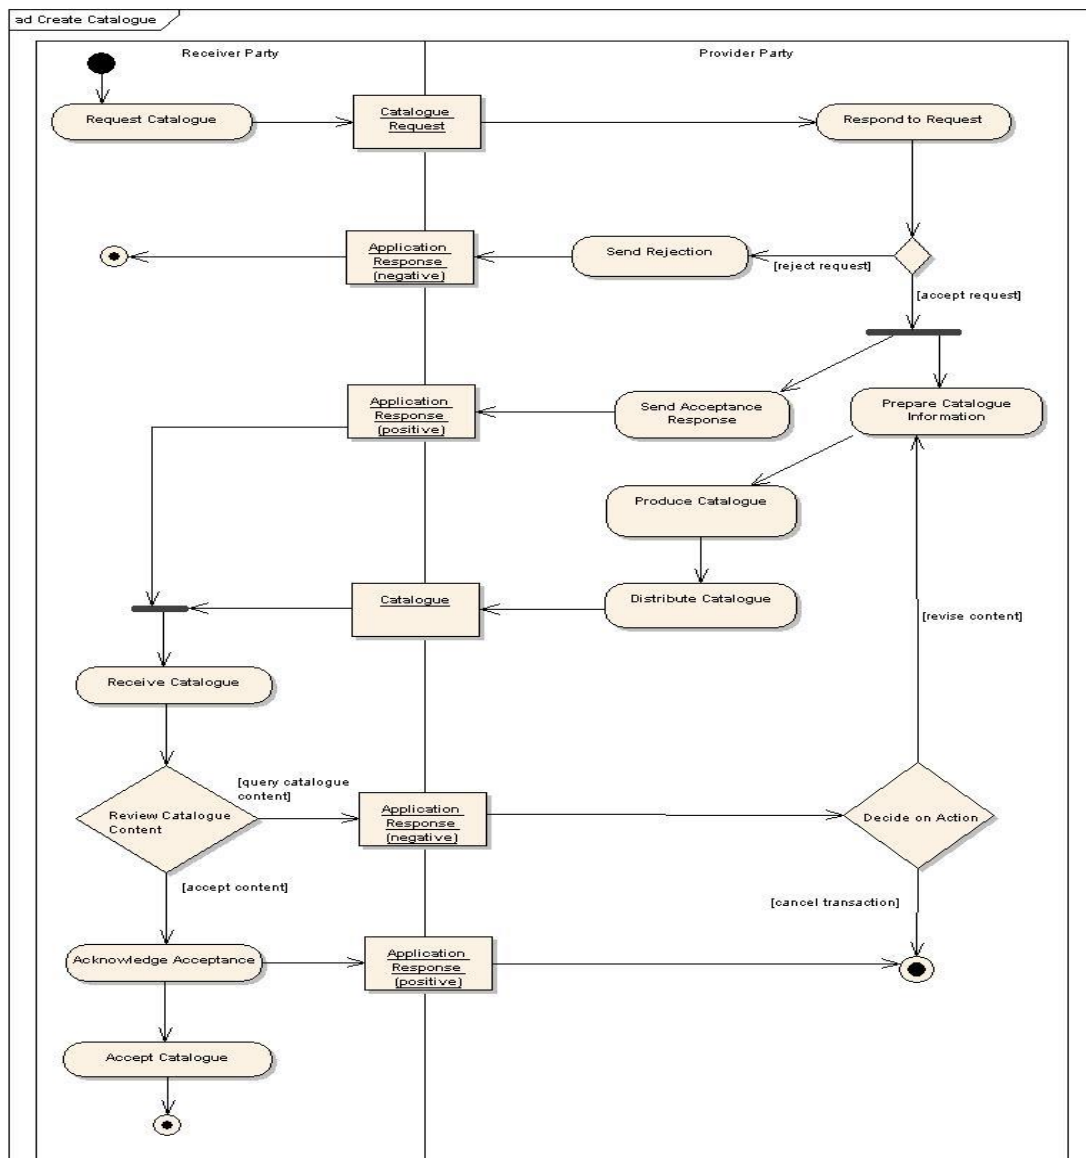 ad Create Catalogue
Receiver Party
Provider Party
Request Catalogue
Catalogue
Request
Respond to Request
Application
Response
(negative)
Send Rejection
[reject request]
[accept request]
Application
Response
(positive)
Send Acceptance
Response
Prepare Catalogue
Information
Produce Catalogue
Catalogue
Distribute Catalogue
[revise content]
Receive Catalogue
[query catalogue
content]
Review Catalogue
Content
Application
Response
(negative)
Decide on Action
[accept content]
[cancel transaction]
Acknowledge Acceptance
Application
Response
(positive)
Accept Catalogue